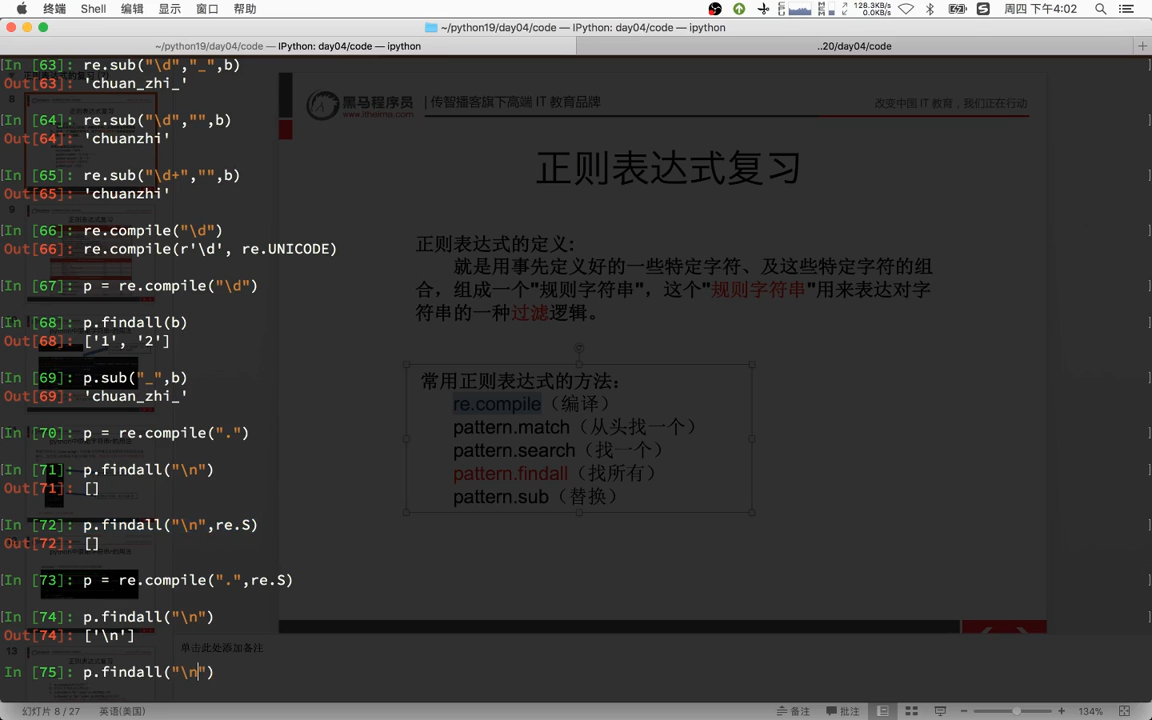 终端 Shell 编辑 显示 窗口 帮助 128.3KB/s 0.0KB/s 周四 下午4:02
~/python19/day04/code — IPython: day04/code — ipython
~/python19/day04/code — IPython: day04/code — ipython
..20/day04/code
In [63]: re.sub("\d","_",b)
Out[63]: 'chuan_zhi_'
In [64]: re.sub("\d","",b)
Out[64]: 'chuanzhi'
In [65]: re.sub("\d+","",b)
Out[65]: 'chuanzhi'
In [66]: re.compile("\d")
Out[66]: re.compile(r'\d', re.UNICODE)
In [67]: p = re.compile("\d")
In [68]: p.findall(b)
Out[68]: ['1', '2']
In [69]: p.sub("_",b)
Out[69]: 'chuan_zhi_'
In [70]: p = re.compile(".")
In [71]: p.findall("\n")
Out[71]: []
In [72]: p.findall("\n",re.S)
Out[72]: []
In [73]: p = re.compile(".",re.S)
In [74]: p.findall("\n")
Out[74]: ['\n']
In [75]: p.findall("\n")
8
9
13
黑马程序员 | 传智播客旗下高端 IT 教育品牌
www.itheima.com
改变中国 IT 教育，我们正在行动
正则表达式复习
正则表达式的定义:
就是用事先定义好的一些特定字符、及这些特定字符的组
合，组成一个"规则字符串"，这个"规则字符串"用来表达对字
符串的一种过滤逻辑。
常用正则表达式的方法:
re.compile（编译）
pattern.match（从头找一个）
pattern.search（找一个）
pattern.findall（找所有）
pattern.sub（替换）
单击此处添加备注
幻灯片 8 / 27 英语(美国) 备注 批注 134%